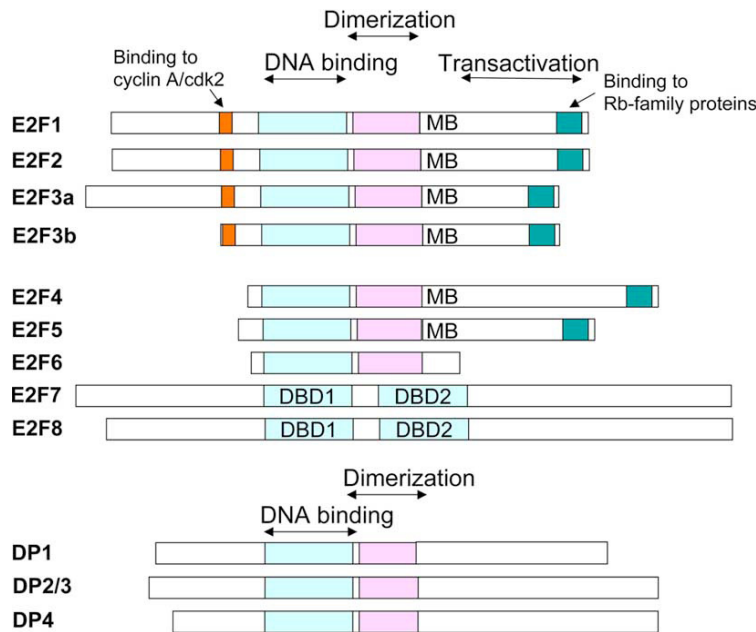 Dimerization
Binding to
cyclin A/cdk2
DNA binding
Transactivation
Binding to
Rb-family proteins
E2F1 MB
E2F2 MB
E2F3a MB
E2F3b MB
E2F4 MB
E2F5 MB
E2F6
E2F7 DBD1 DBD2
E2F8 DBD1 DBD2
Dimerization
DNA binding
DP1
DP2/3
DP4